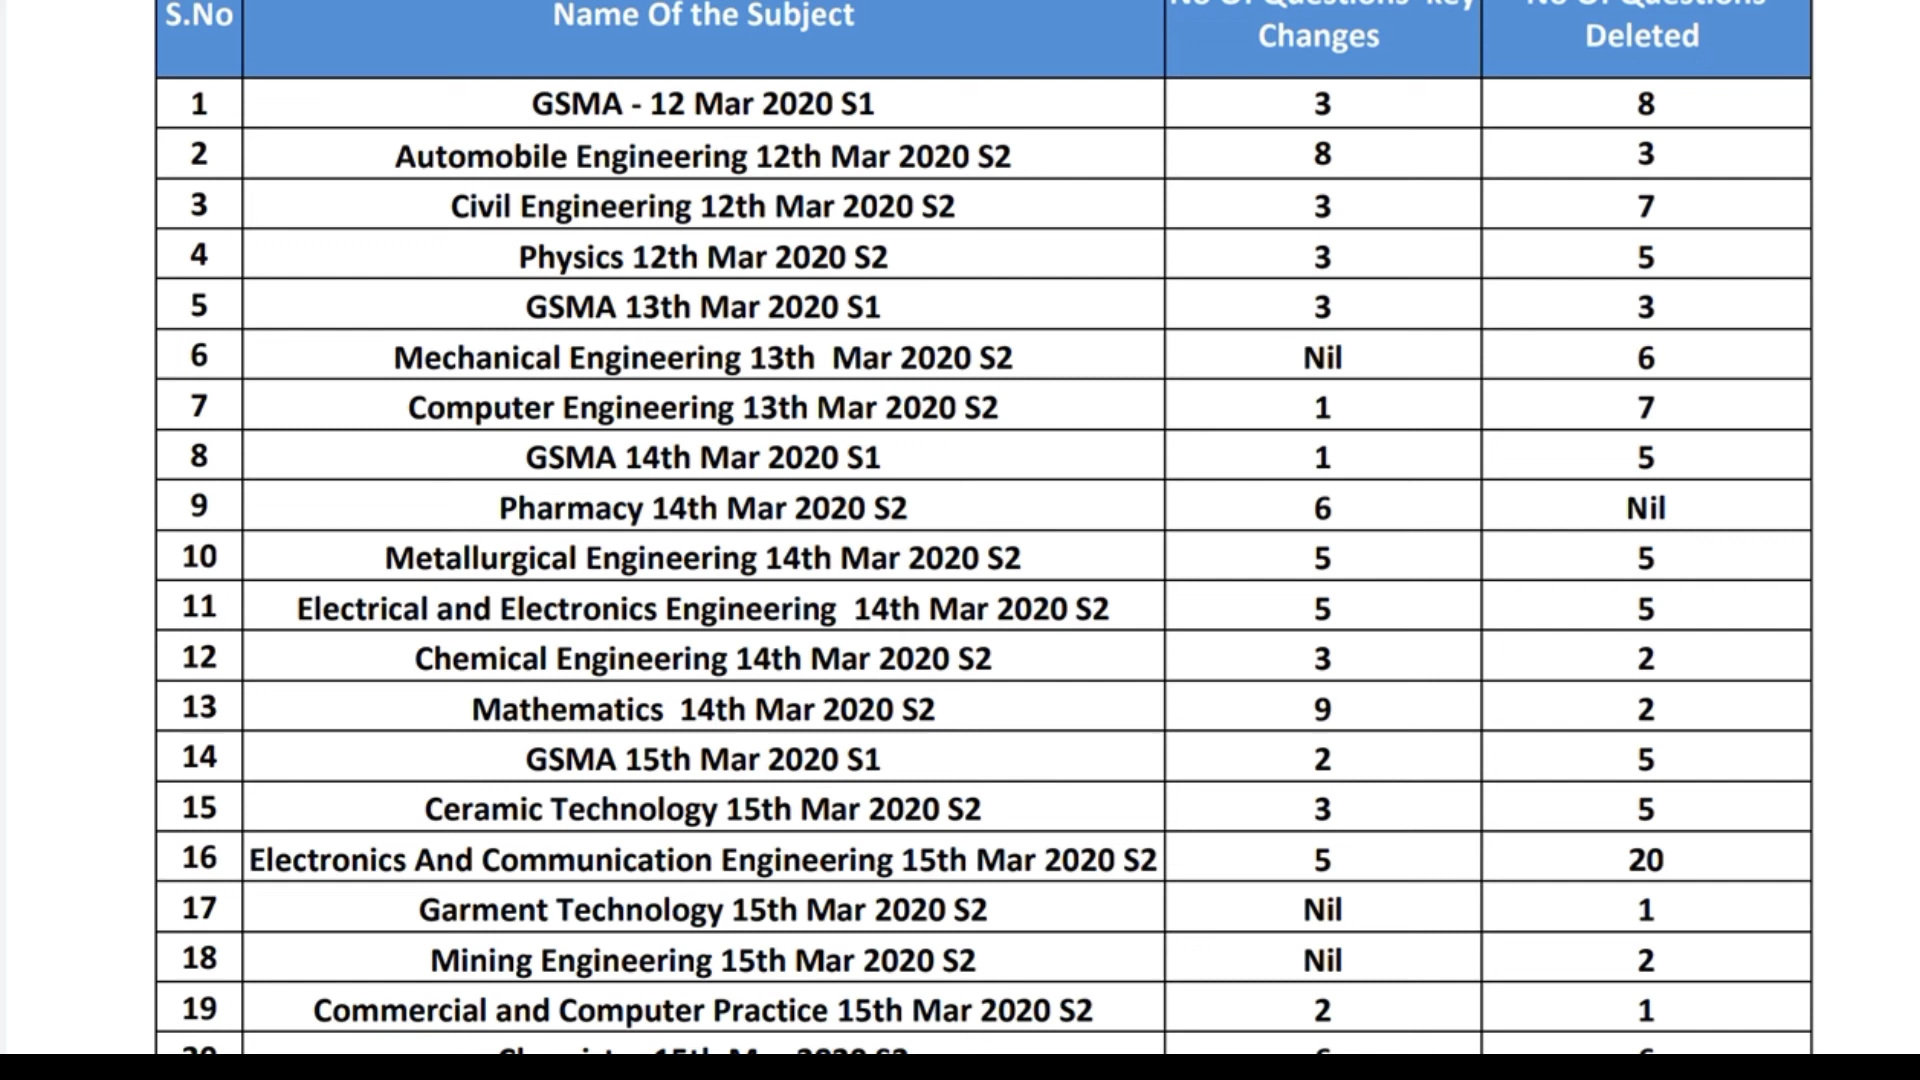 S.No Name Of the Subject No Of Questions Key Changes No Of Questions Deleted
1 GSMA - 12 Mar 2020 S1 3 8
2 Automobile Engineering 12th Mar 2020 S2 8 3
3 Civil Engineering 12th Mar 2020 S2 3 7
4 Physics 12th Mar 2020 S2 3 5
5 GSMA 13th Mar 2020 S1 3 3
6 Mechanical Engineering 13th Mar 2020 S2 Nil 6
7 Computer Engineering 13th Mar 2020 S2 1 7
8 GSMA 14th Mar 2020 S1 1 5
9 Pharmacy 14th Mar 2020 S2 6 Nil
10 Metallurgical Engineering 14th Mar 2020 S2 5 5
11 Electrical and Electronics Engineering 14th Mar 2020 S2 5 5
12 Chemical Engineering 14th Mar 2020 S2 3 2
13 Mathematics 14th Mar 2020 S2 9 2
14 GSMA 15th Mar 2020 S1 2 5
15 Ceramic Technology 15th Mar 2020 S2 3 5
16 Electronics And Communication Engineering 15th Mar 2020 S2 5 20
17 Garment Technology 15th Mar 2020 S2 Nil 1
18 Mining Engineering 15th Mar 2020 S2 Nil 2
19 Commercial and Computer Practice 15th Mar 2020 S2 2 1